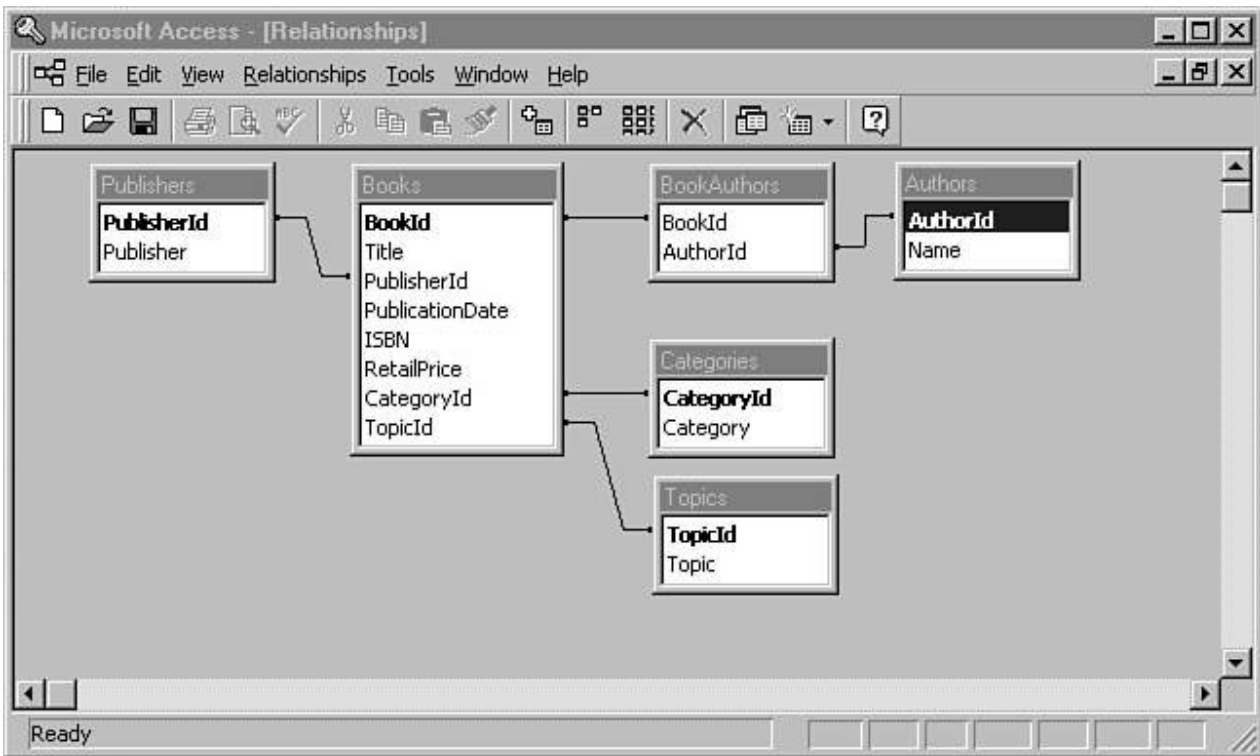 Microsoft Access - [Relationships]
File Edit View Relationships Tools Window Help
ABC
Publishers
PublisherId
Publisher
Books
BookId
Title
PublisherId
PublicationDate
ISBN
RetailPrice
CategoryId
TopicId
BookAuthors
BookId
AuthorId
Authors
AuthorId
Name
Categories
CategoryId
Category
Topics
TopicId
Topic
Ready